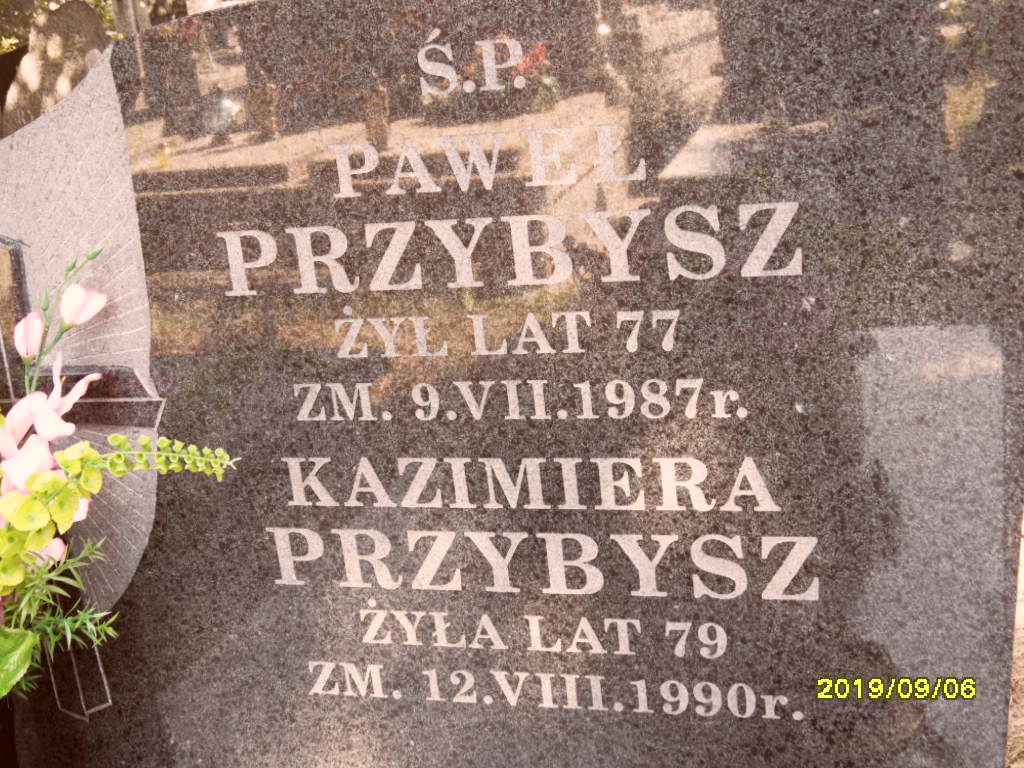 Ś.P.
PAWEŁ
PRZYBYSZ
ŻYŁ LAT 77
ZM. 9.VII.1987r.
KAZIMIERA
PRZYBYSZ
ŻYŁA LAT 79
ZM. 12.VIII.1990r.
2019/09/06